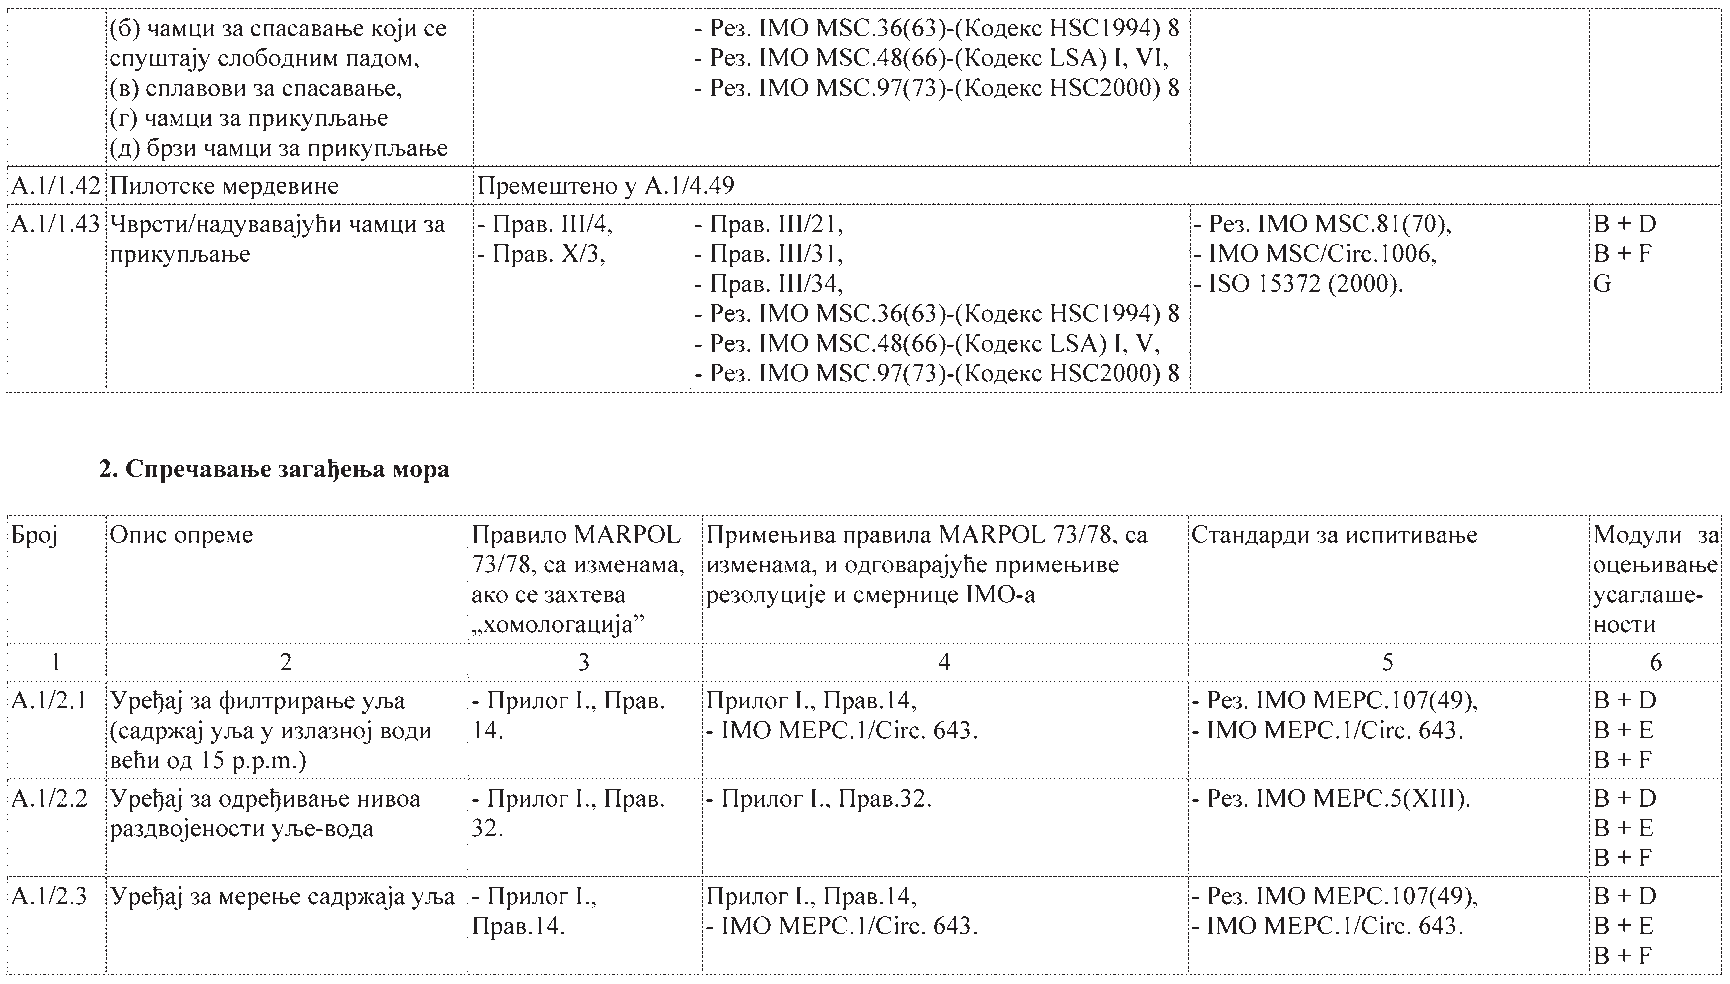 (б) чамци за спасавање који се
спуштају слободним падом,
(в) сплавови за спасавање,
(г) чамци за прикупљање
(д) брзи чамци за прикупљање
- Рез. IMO MSC.36(63)-(Кодекс HSC1994) 8
- Рез. IMO MSC.48(66)-(Кодекс LSA) I, VI,
- Рез. IMO MSC.97(73)-(Кодекс HSC2000) 8
А.1/1.42 Пилотске мердевине Премештено у А.1/4.49
А.1/1.43 Чврсти/надувавајући чамци за
прикупљање
- Прав. III/4,
- Прав. X/3,
- Прав. III/21,
- Прав. III/31,
- Прав. III/34,
- Рез. IMO MSC.36(63)-(Кодекс HSC1994) 8
- Рез. IMO MSC.48(66)-(Кодекс LSA) I, V,
- Рез. IMO MSC.97(73)-(Кодекс HSC2000) 8
- Рез. IMO MSC.81(70),
- IMO MSC/Circ.1006,
- ISO 15372 (2000).
B + D
B + F
G
2. Спречавање загађења мора
Број
Опис опреме
Правило MARPOL
73/78, са изменама,
ако се захтева
„хомологација”
Примењива правила MARPOL 73/78, са
изменама, и одговарајуће примењиве
резолуције и смернице IMO-а
Стандарди за испитивање
Модули за
оцењивање
усаглаше-
ности
1 2 3 4 5 6
А.1/2.1
Уређај за филтрирање уља
(садржај уља у излазној води
већи од 15 p.p.m.)
- Прилог I., Прав.
14.
Прилог I., Прав.14,
- IMO MEPC.1/Circ. 643.
- Рез. IMO MEPC.107(49),
- IMO MEPC.1/Circ. 643.
B + D
B + E
B + F
А.1/2.2
Уређај за одређивање нивоа
раздвојености уље-вода
- Прилог I., Прав.
32.
- Прилог I., Прав.32.
- Рез. IMO MEPC.5(XIII).
B + D
B + E
B + F
А.1/2.3
Уређај за мерење садржаја уља
- Прилог I.,
Прав.14.
Прилог I., Прав.14,
- IMO MEPC.1/Circ. 643.
- Рез. IMO MEPC.107(49),
- IMO MEPC.1/Circ. 643.
B + D
B + E
B + F